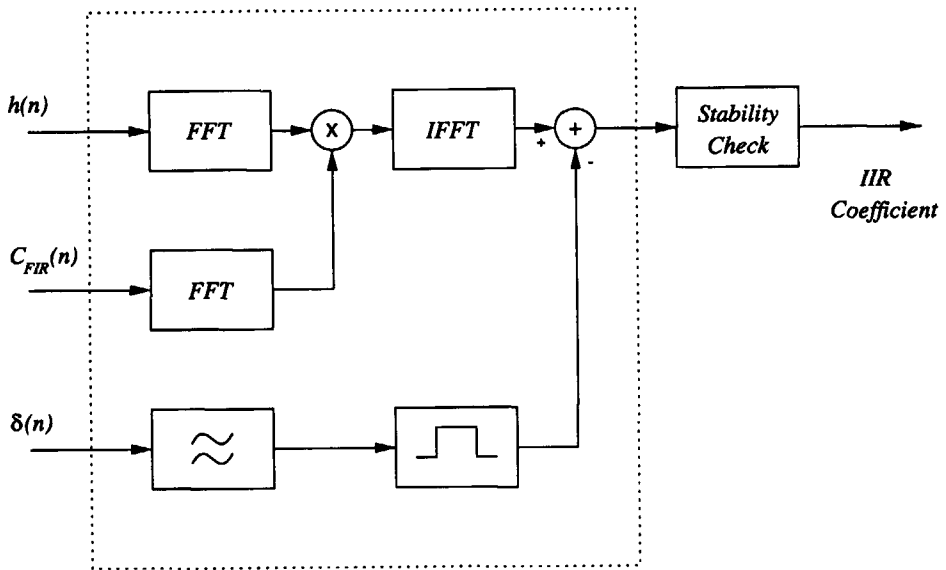 h(n)
FFT
x
IFFT
+
+
-
Stability
Check
IIR
Coefficient
C_FIR(n)
FFT
δ(n)